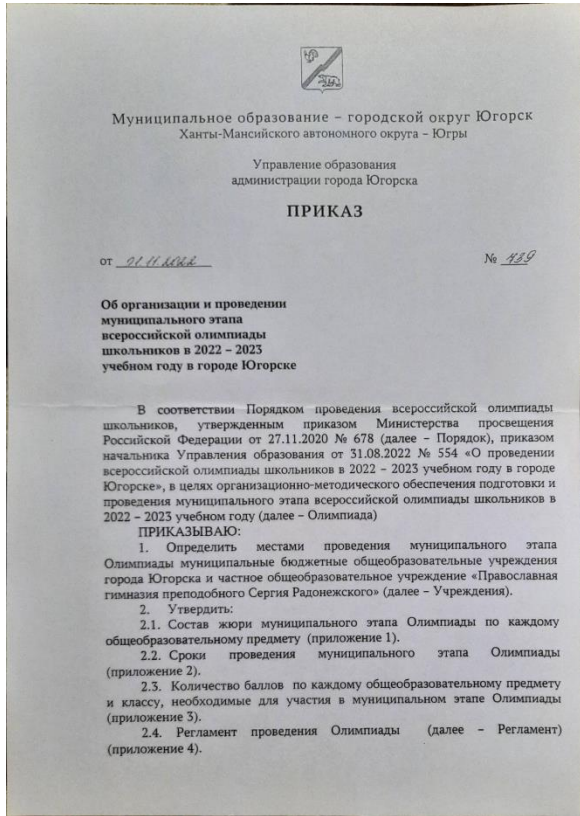 Муниципальное образование – городской округ Югорск
Ханты-Мансийского автономного округа – Югры
Управление образования
администрации города Югорска
ПРИКАЗ
от 21.11.2022 № 739
Об организации и проведении
муниципального этапа
всероссийской олимпиады
школьников в 2022 – 2023
учебном году в городе Югорске
В соответствии Порядком проведения всероссийской олимпиады
школьников, утвержденным приказом Министерства просвещения
Российской Федерации от 27.11.2020 № 678 (далее – Порядок), приказом
начальника Управления образования от 31.08.2022 № 554 «О проведении
всероссийской олимпиады школьников в 2022 – 2023 учебном году в городе
Югорске», в целях организационно-методического обеспечения подготовки и
проведения муниципального этапа всероссийской олимпиады школьников в
2022 – 2023 учебном году (далее – Олимпиада)
ПРИКАЗЫВАЮ:
1. Определить местами проведения муниципального этапа
Олимпиады муниципальные бюджетные общеобразовательные учреждения
города Югорска и частное общеобразовательное учреждение «Православная
гимназия преподобного Сергия Радонежского» (далее – Учреждения).
2. Утвердить:
2.1. Состав жюри муниципального этапа Олимпиады по каждому
общеобразовательному предмету (приложение 1).
2.2. Сроки проведения муниципального этапа Олимпиады
(приложение 2).
2.3. Количество баллов по каждому общеобразовательному предмету
и классу, необходимые для участия в муниципальном этапе Олимпиады
(приложение 3).
2.4. Регламент проведения Олимпиады (далее – Регламент)
(приложение 4).